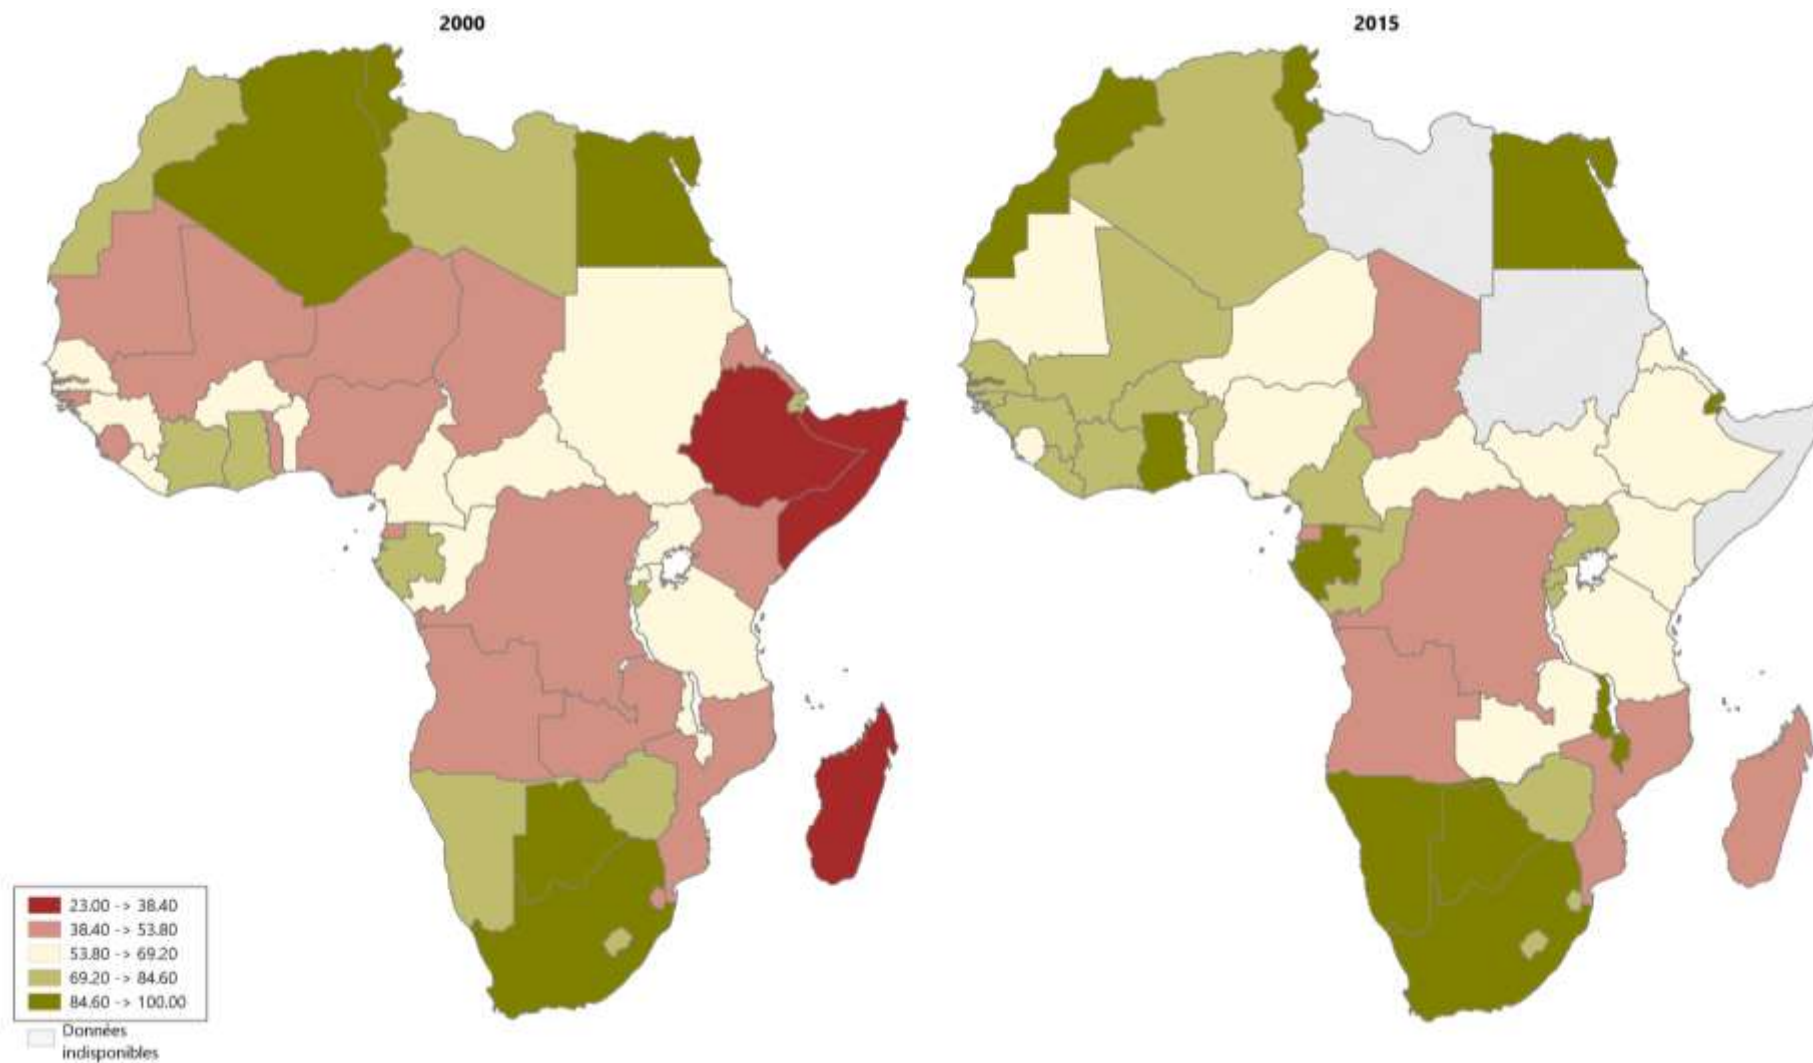 2000
2015
23.00 -> 38.40
38.40 -> 53.80
53.80 -> 69.20
69.20 -> 84.60
84.60 -> 100.00
Données
indisponibles